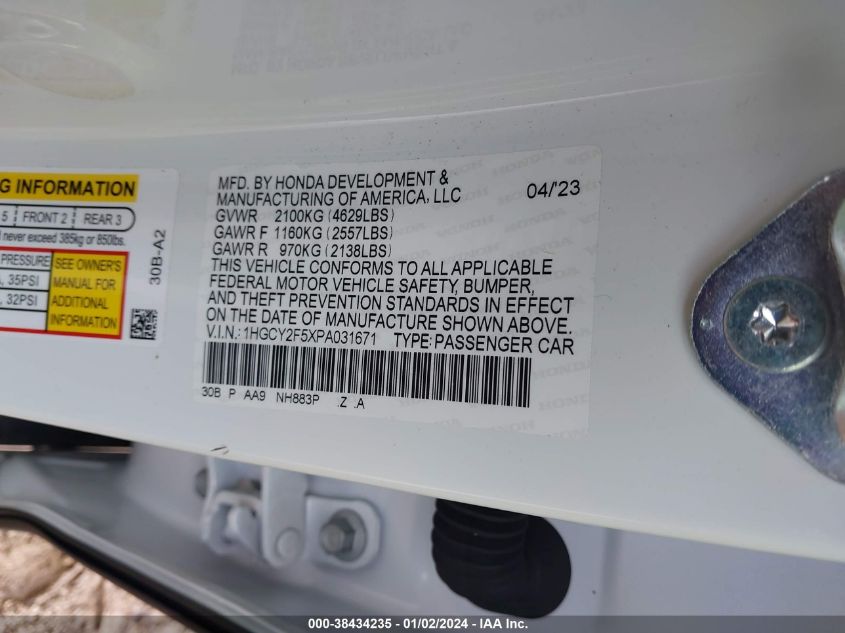 G INFORMATION
5 FRONT 2 REAR 3
never exceed 385kg or 850lbs.
PRESSURE
35PSI
32PSI
SEE OWNER'S
MANUAL FOR
ADDITIONAL
INFORMATION
30B-A2
MFD. BY HONDA DEVELOPMENT &
MANUFACTURING OF AMERICA, LLC 04/'23
GVWR 2100KG (4629LBS)
GAWR F 1160KG (2557LBS)
GAWR R 970KG (2138LBS)
THIS VEHICLE CONFORMS TO ALL APPLICABLE
FEDERAL MOTOR VEHICLE SAFETY, BUMPER,
AND THEFT PREVENTION STANDARDS IN EFFECT
ON THE DATE OF MANUFACTURE SHOWN ABOVE.
V.I.N.: 1HGCY2F5XPA031671 TYPE: PASSENGER CAR
30B P AA9 NH883P .Z .A
HONDA
000-38434235 - 01/02/2024 - IAA Inc.